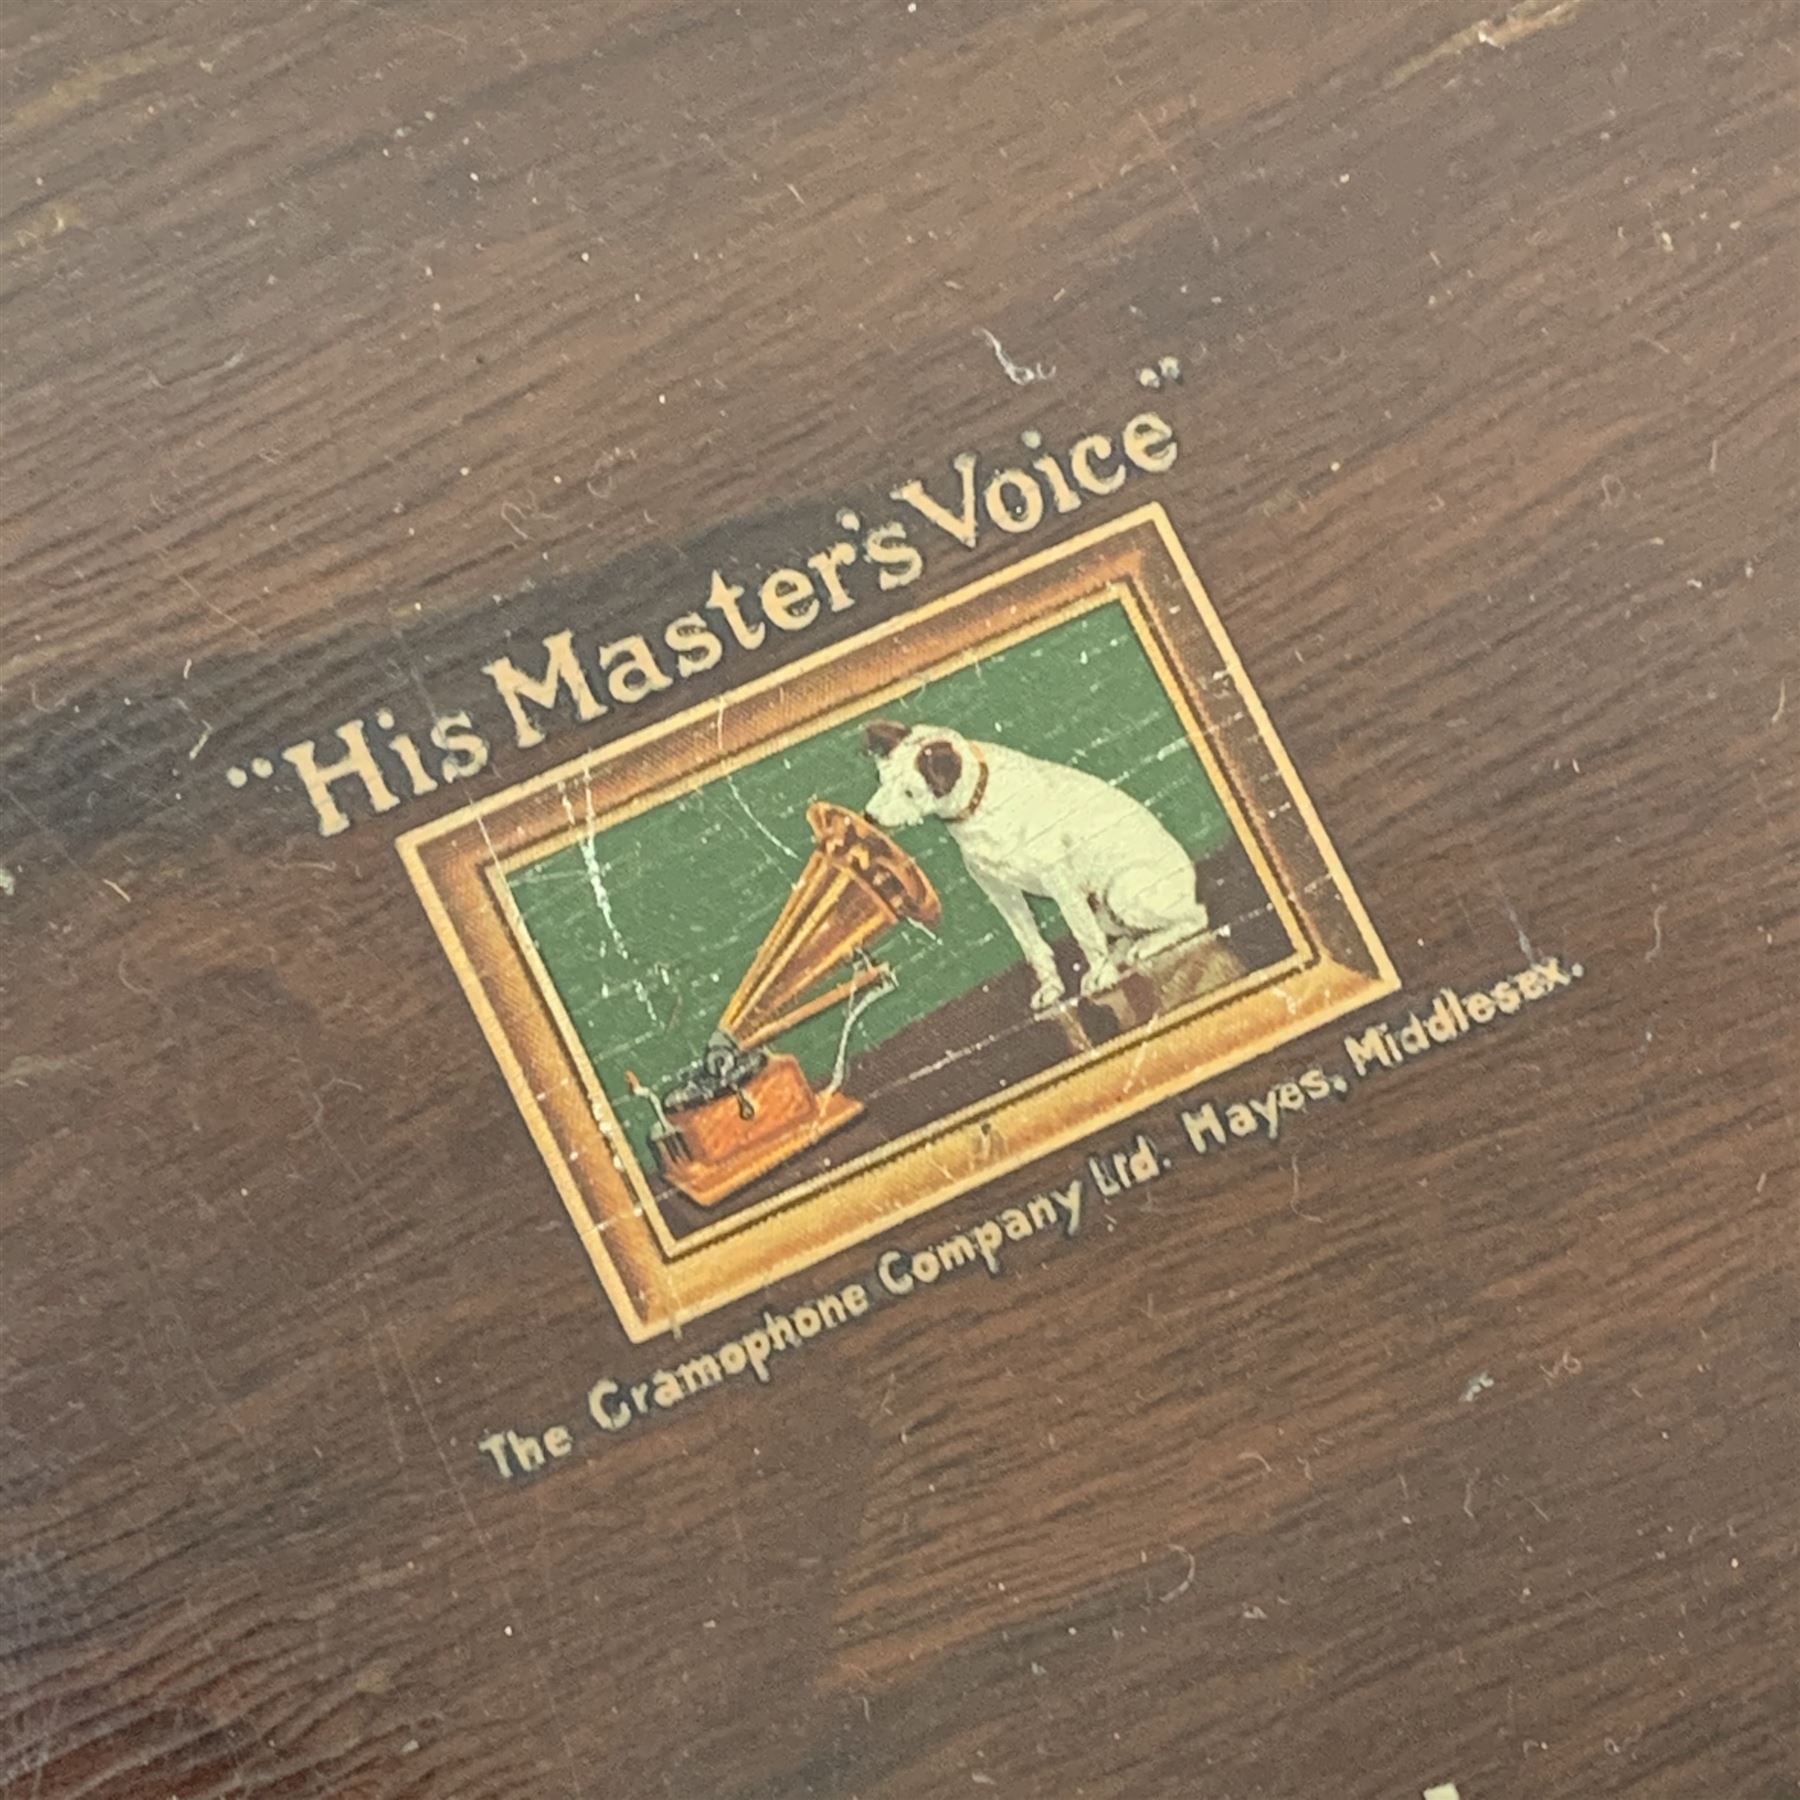 "His Master's Voice"
The Gramophone Company Ltd. Hayes, Middlesex.